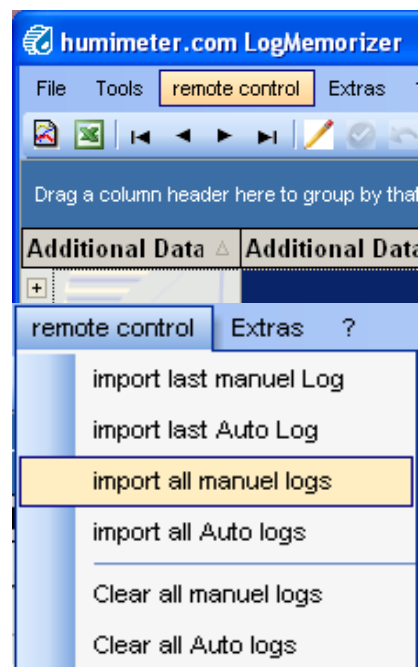 humimeter.com LogMemorizer
File Tools remote control Extras
Drag a column header here to group by that
Additional Data Additional Data
remote control Extras ?
import last manuel Log
import last Auto Log
import all manuel logs
import all Auto logs
Clear all manuel logs
Clear all Auto logs